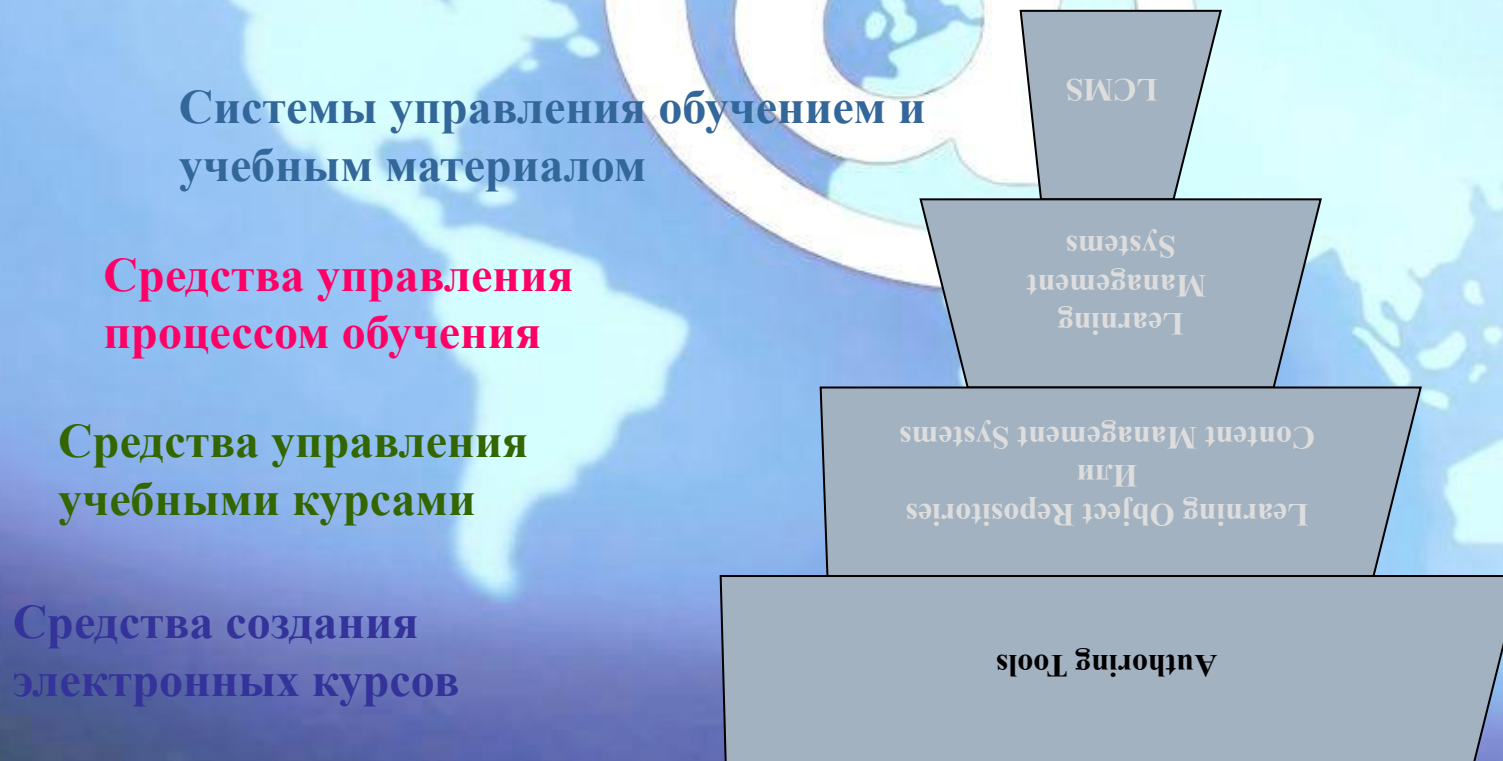 Системы управления обучением и
учебным материалом
LCMS
Средства управления
процессом обучения
Learning
Management
Systems
Средства управления
учебными курсами
Learning Object Repositories
Или
Content Management Systems
Средства создания
электронных курсов
Authoring Tools